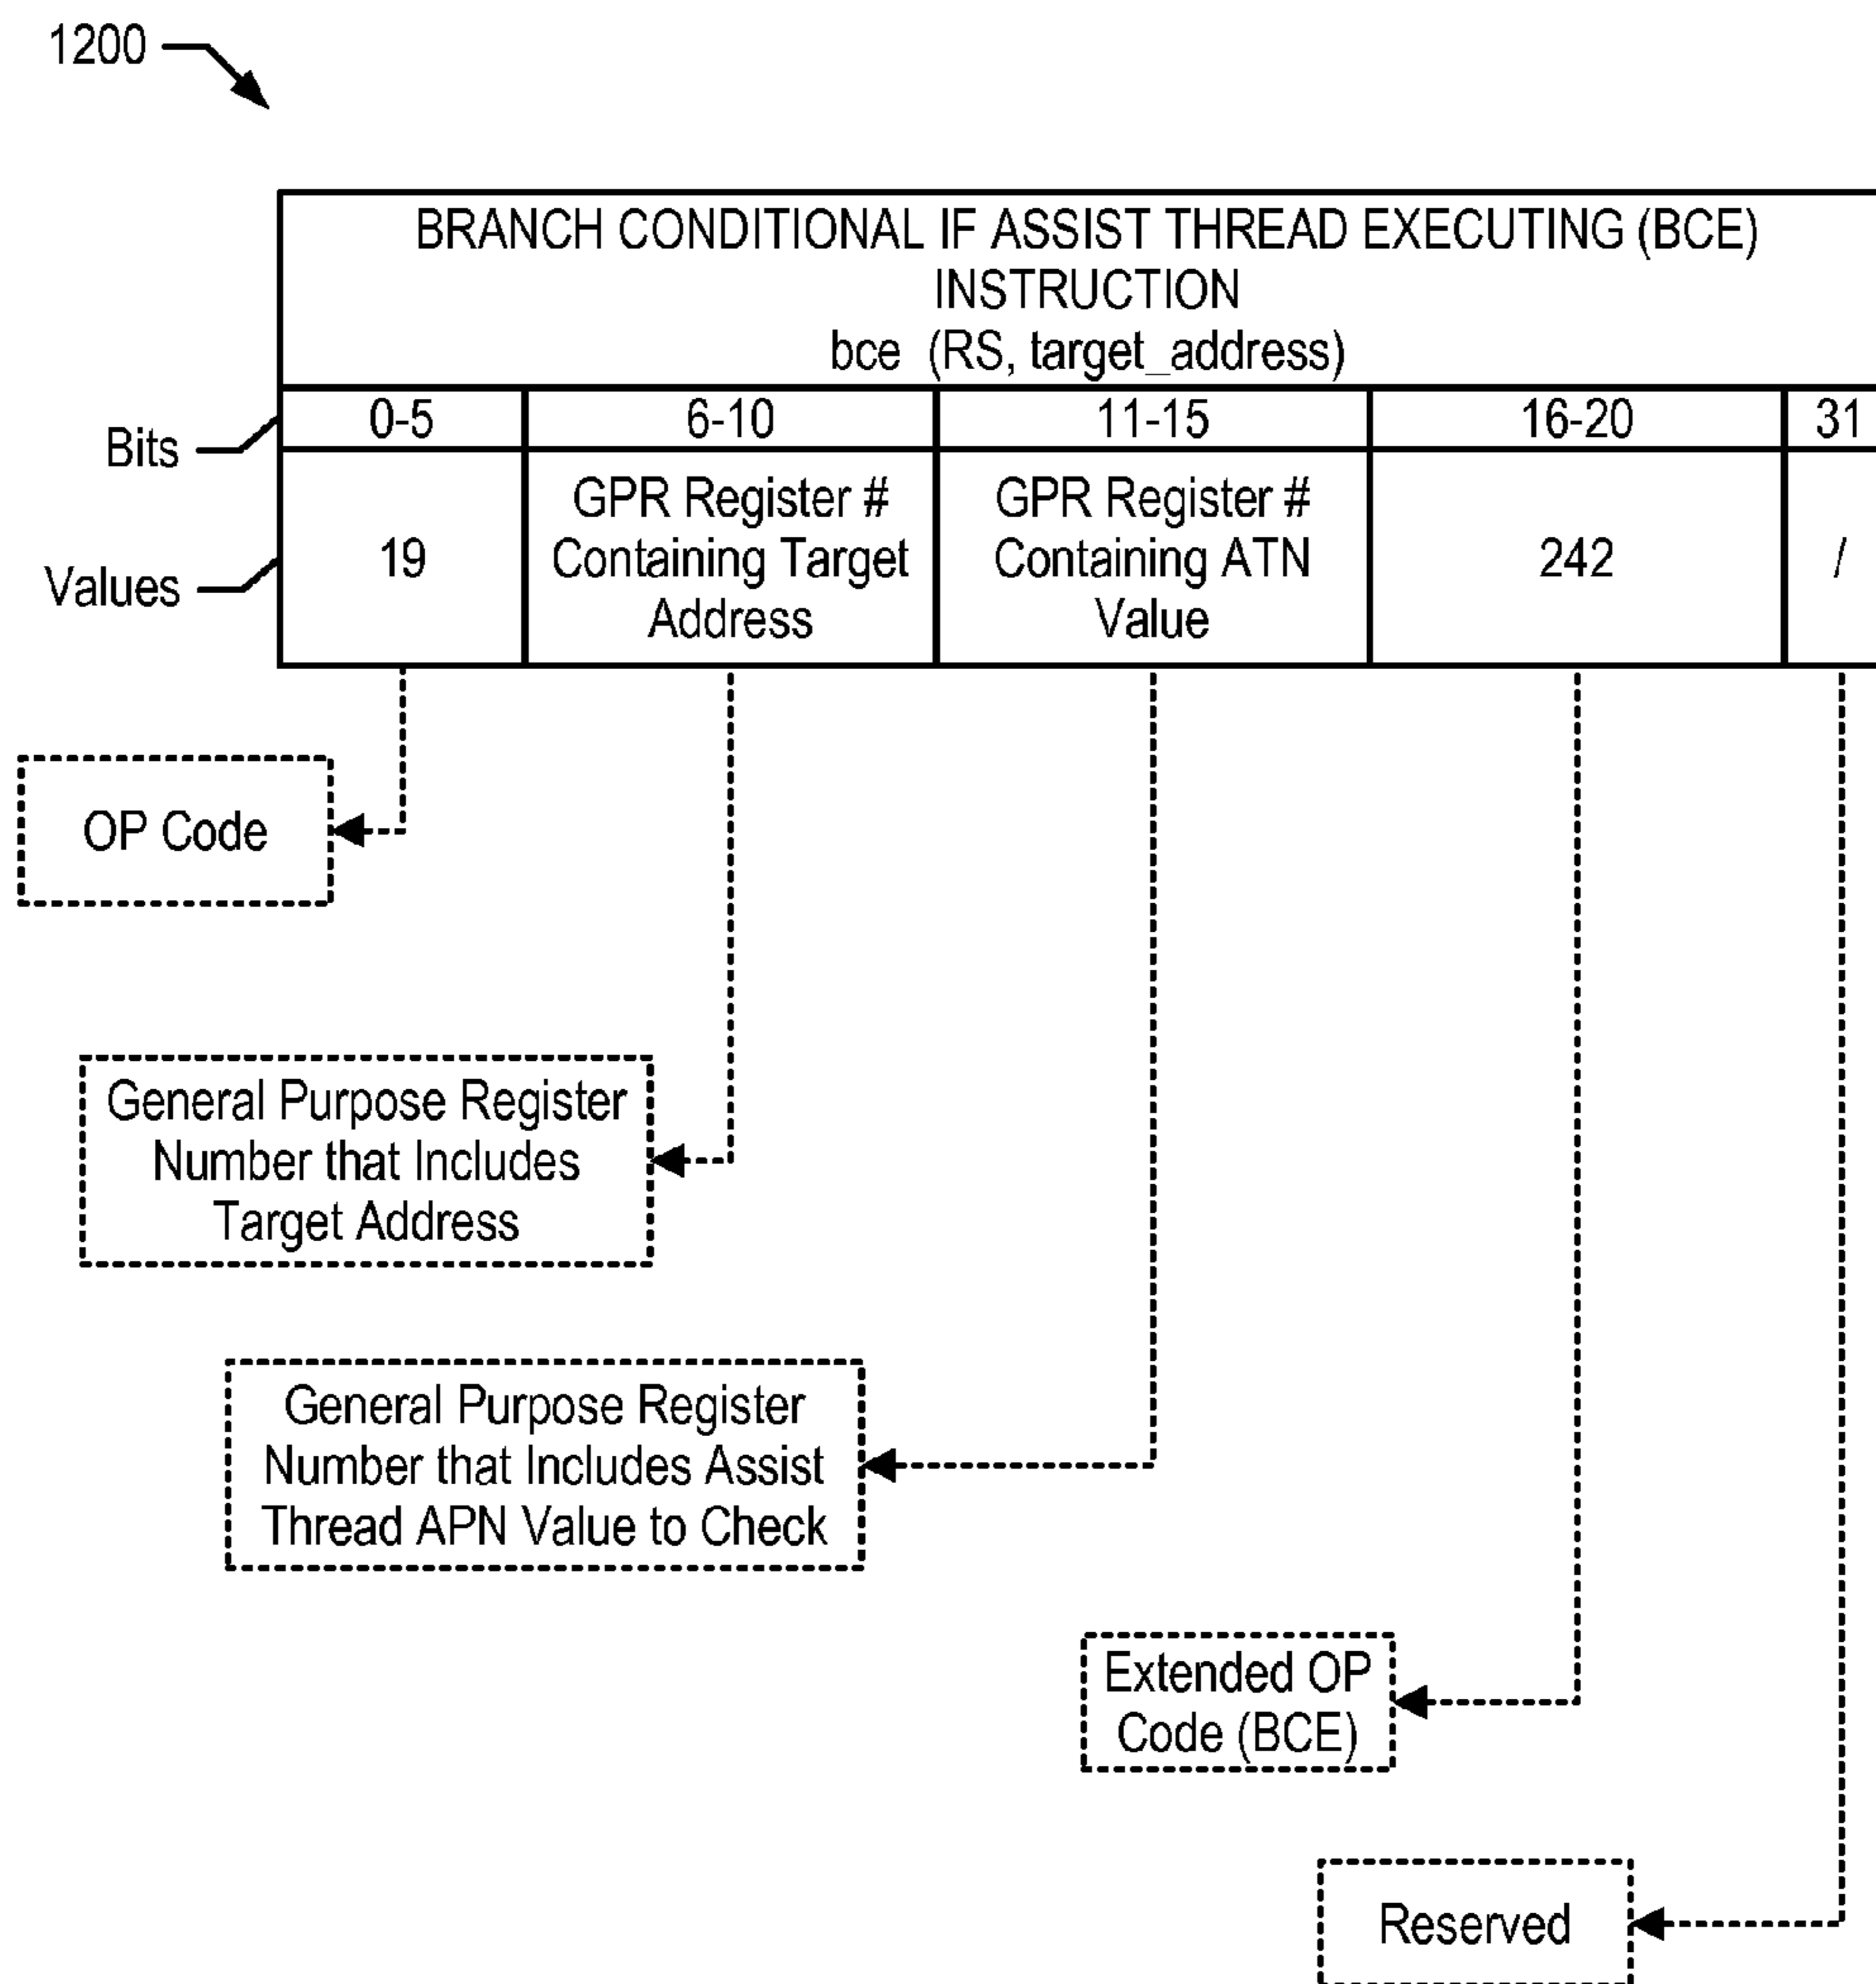 1200
BRANCH CONDITIONAL IF ASSIST THREAD EXECUTING (BCE)
INSTRUCTION
bce (RS, target_address)
Bits
0-5
6-10
11-15
16-20
31
Values
19
GPR Register #
Containing Target
Address
GPR Register #
Containing ATN
Value
242
/
OP Code
General Purpose Register
Number that Includes
Target Address
General Purpose Register
Number that Includes Assist
Thread APN Value to Check
Extended OP
Code (BCE)
Reserved